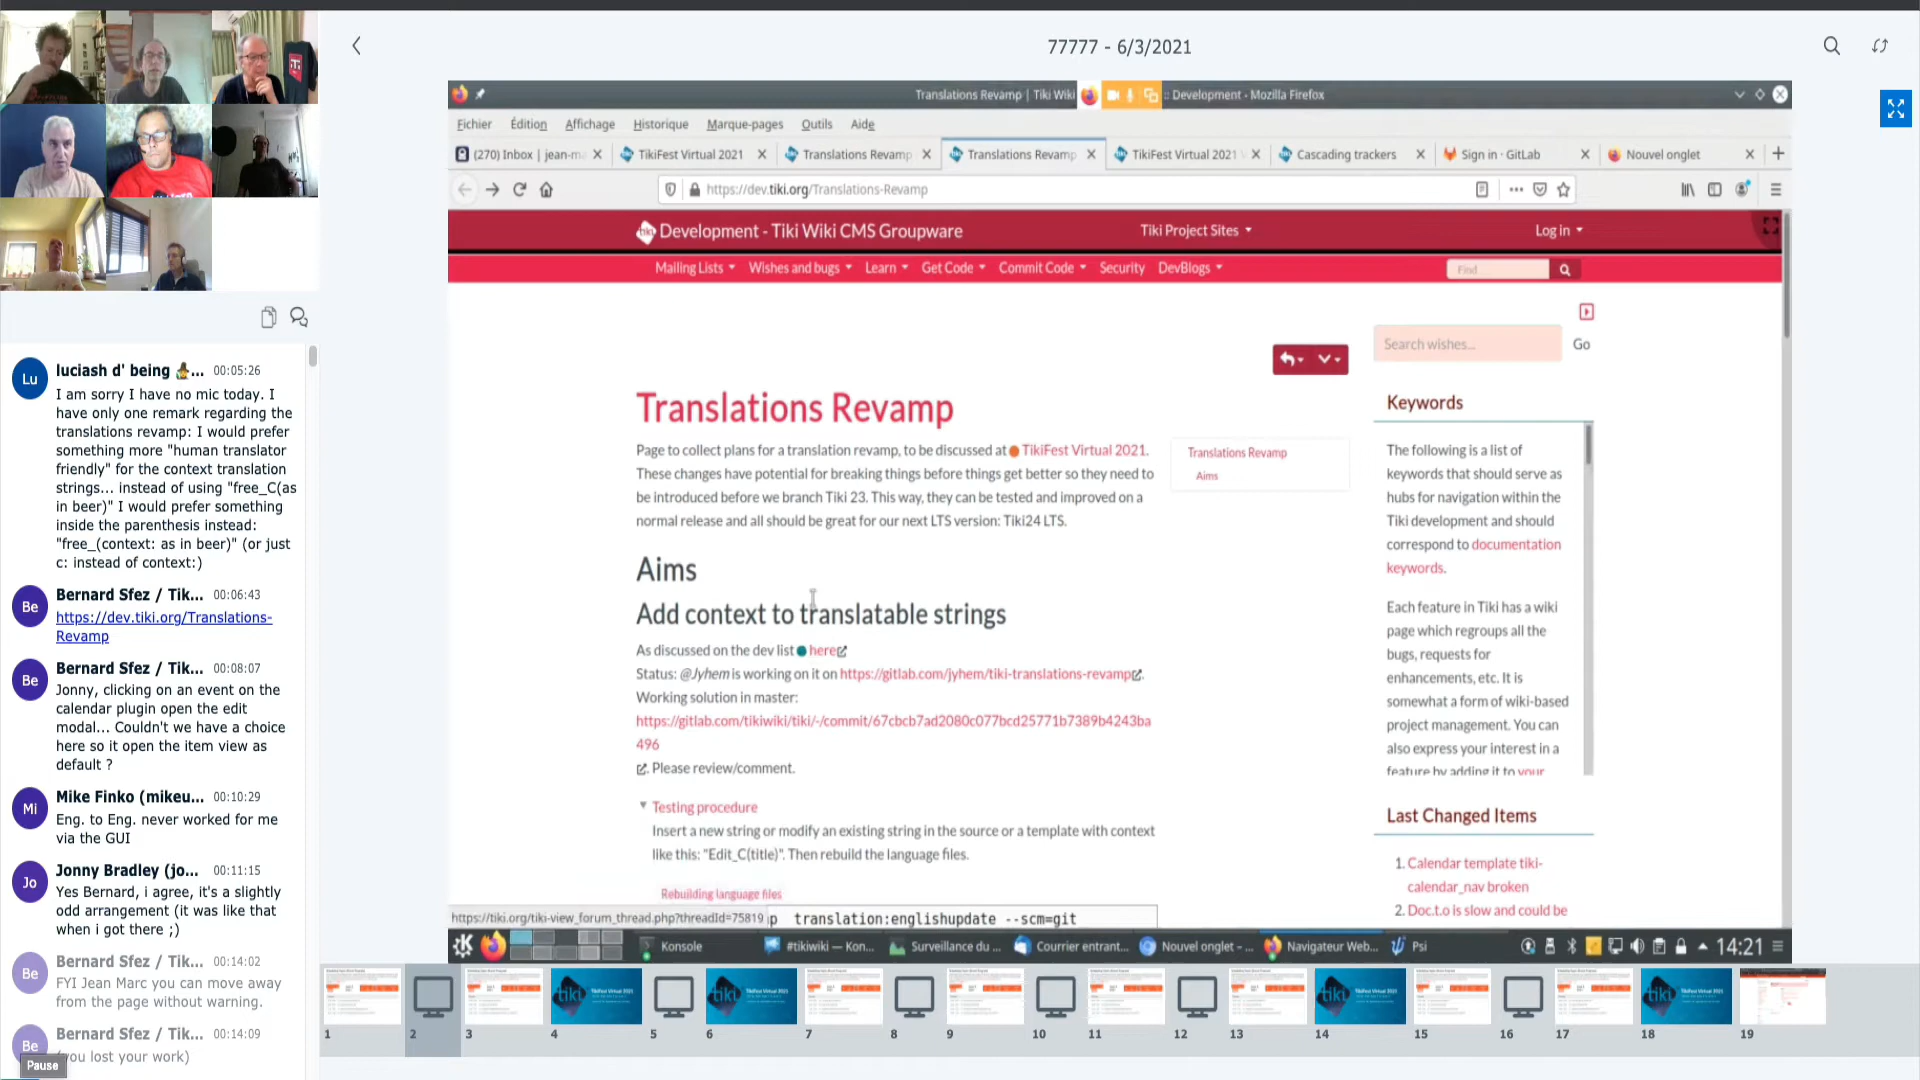 77777 - 6/3/2021
Translations Revamp | Tiki Wiki
:: Development - Mozilla Firefox
Fichier Édition Affichage Historique Marque-pages Outils Aide
(270) Inbox | jean-m
TikiFest Virtual 2021
Translations Revamp
Translations Revamp
TikiFest Virtual 2021
Cascading trackers
Sign in · GitLab
Nouvel onglet
https://dev.tiki.org/Translations-Revamp
Development - Tiki Wiki CMS Groupware
Tiki Project Sites
Log in
Mailing Lists Wishes and bugs Learn Get Code Commit Code Security DevBlogs
Find
Search wishes...
Go
Translations Revamp
Page to collect plans for a translation revamp, to be discussed at TikiFest Virtual 2021.
These changes have potential for breaking things before things get better so they need to
be introduced before we branch Tiki 23. This way, they can be tested and improved on a
normal release and all should be great for our next LTS version: Tiki24 LTS.
Translations Revamp
Aims
Aims
Add context to translatable strings
As discussed on the dev list here
Status: @Jyhem is working on it on https://gitlab.com/jyhem/tiki-translations-revamp.
Working solution in master:
https://gitlab.com/tikiwiki/tiki/-/commit/67cbcb7ad2080c077bcd25771b7389b4243ba
496
. Please review/comment.
Testing procedure
Insert a new string or modify an existing string in the source or a template with context
like this: "Edit_C(title)". Then rebuild the language files.
Rebuilding language files
https://tiki.org/tiki-view_forum_thread.php?threadId=75819
p translation:englishupdate --scm=git
Keywords
The following is a list of
keywords that should serve as
hubs for navigation within the
Tiki development and should
correspond to documentation
keywords.
Each feature in Tiki has a wiki
page which regroups all the
bugs, requests for
enhancements, etc. It is
somewhat a form of wiki-based
project management. You can
also express your interest in a
feature by adding it to your
Last Changed Items
1. Calendar template tiki-
calendar_nav broken
2. Doc.t.o is slow and could be
Konsole
#tikiwiki — Kon...
Surveillance du ...
Courrier entrant...
Nouvel onglet – ...
Navigateur Web...
Psi
14:21
Lu
luciash d' being ... 00:05:26
I am sorry I have no mic today. I
have only one remark regarding the
translations revamp: I would prefer
something more "human translator
friendly" for the context translation
strings... instead of using "free_C(as
in beer)" I would prefer something
inside the parenthesis instead:
"free_(context: as in beer)" (or just
c: instead of context:)
Be
Bernard Sfez / Tik... 00:06:43
https://dev.tiki.org/Translations-
Revamp
Be
Bernard Sfez / Tik... 00:08:07
Jonny, clicking on an event on the
calendar plugin open the edit
modal... Couldn't we have a choice
here so it open the item view as
default ?
Mi
Mike Finko (mikeu... 00:10:29
Eng. to Eng. never worked for me
via the GUI
Jo
Jonny Bradley (jo... 00:11:15
Yes Bernard, i agree, it's a slightly
odd arrangement (it was like that
when i got there ;)
Be
Bernard Sfez / Tik... 00:14:02
FYI Jean Marc you can move away
from the page without warning.
Be
Bernard Sfez / Tik... 00:14:09
you lost your work)
Pause
1 2 3 4 5 6 7 8 9 10 11 12 13 14 15 16 17 18 19